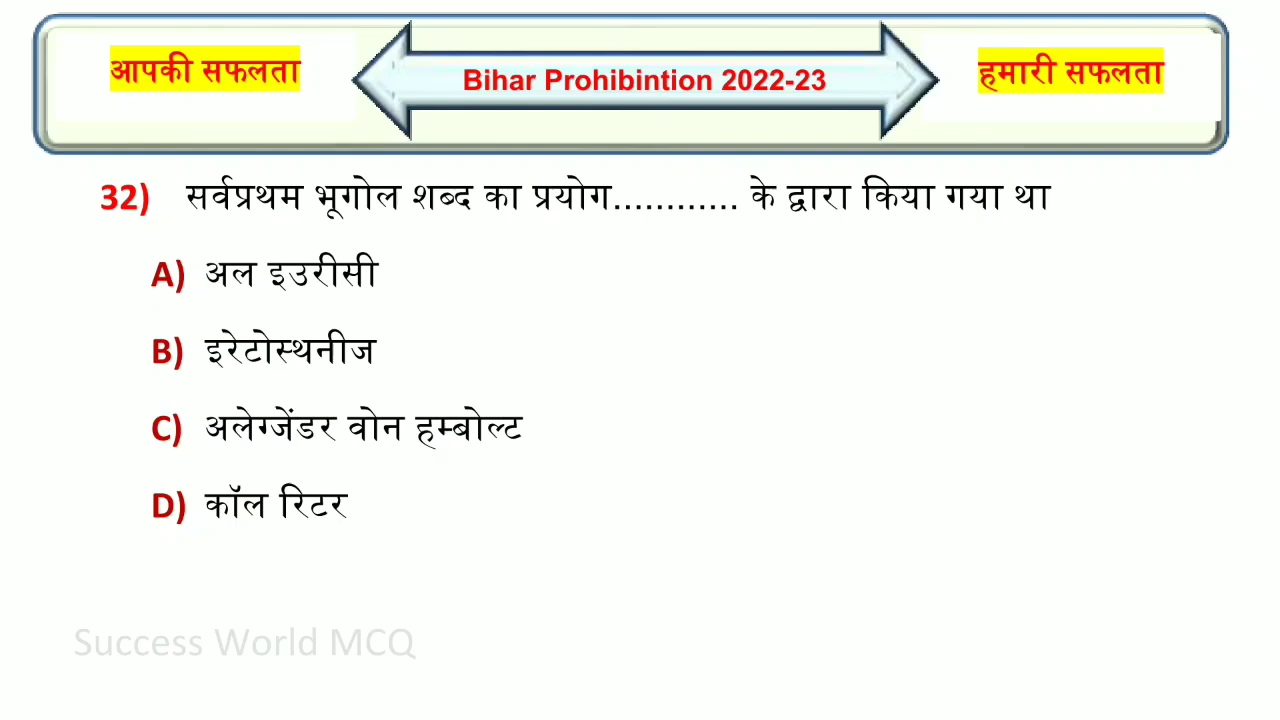 आपकी सफलता
Bihar Prohibintion 2022-23
हमारी सफलता
32) सर्वप्रथम भूगोल शब्द का प्रयोग............ के द्वारा किया गया था
A) अल इउरीसी
B) इरेटोस्थनीज
C) अलेग्जेंडर वोन हम्बोल्ट
D) कॉल रिटर
Success World MCQ